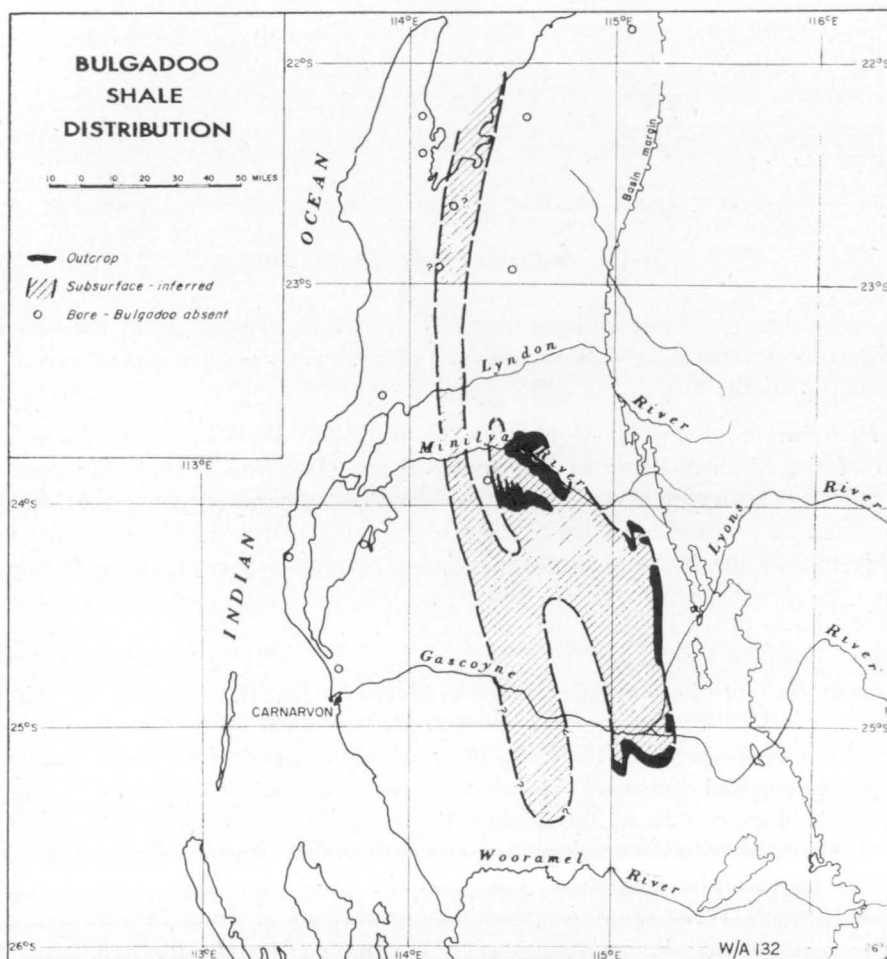 114°E
115°E
116°E
BULGADOO
SHALE
DISTRIBUTION
22°S
22°S
10 0 10 20 30 40 50 MILES
OCEAN
Basin margin
?
?
Outcrop
Subsurface - inferred
Bore - Bulgadoo absent
23°S
23°S
Lyndon
River
Minilya River
113°E
24°S
24°S
River
Lyons
INDIAN
Gascoyne
River
CARNARVON
25°S
25°
Wooramel
River
26°S
113°E
114°E
115°E
W/A 132
26°